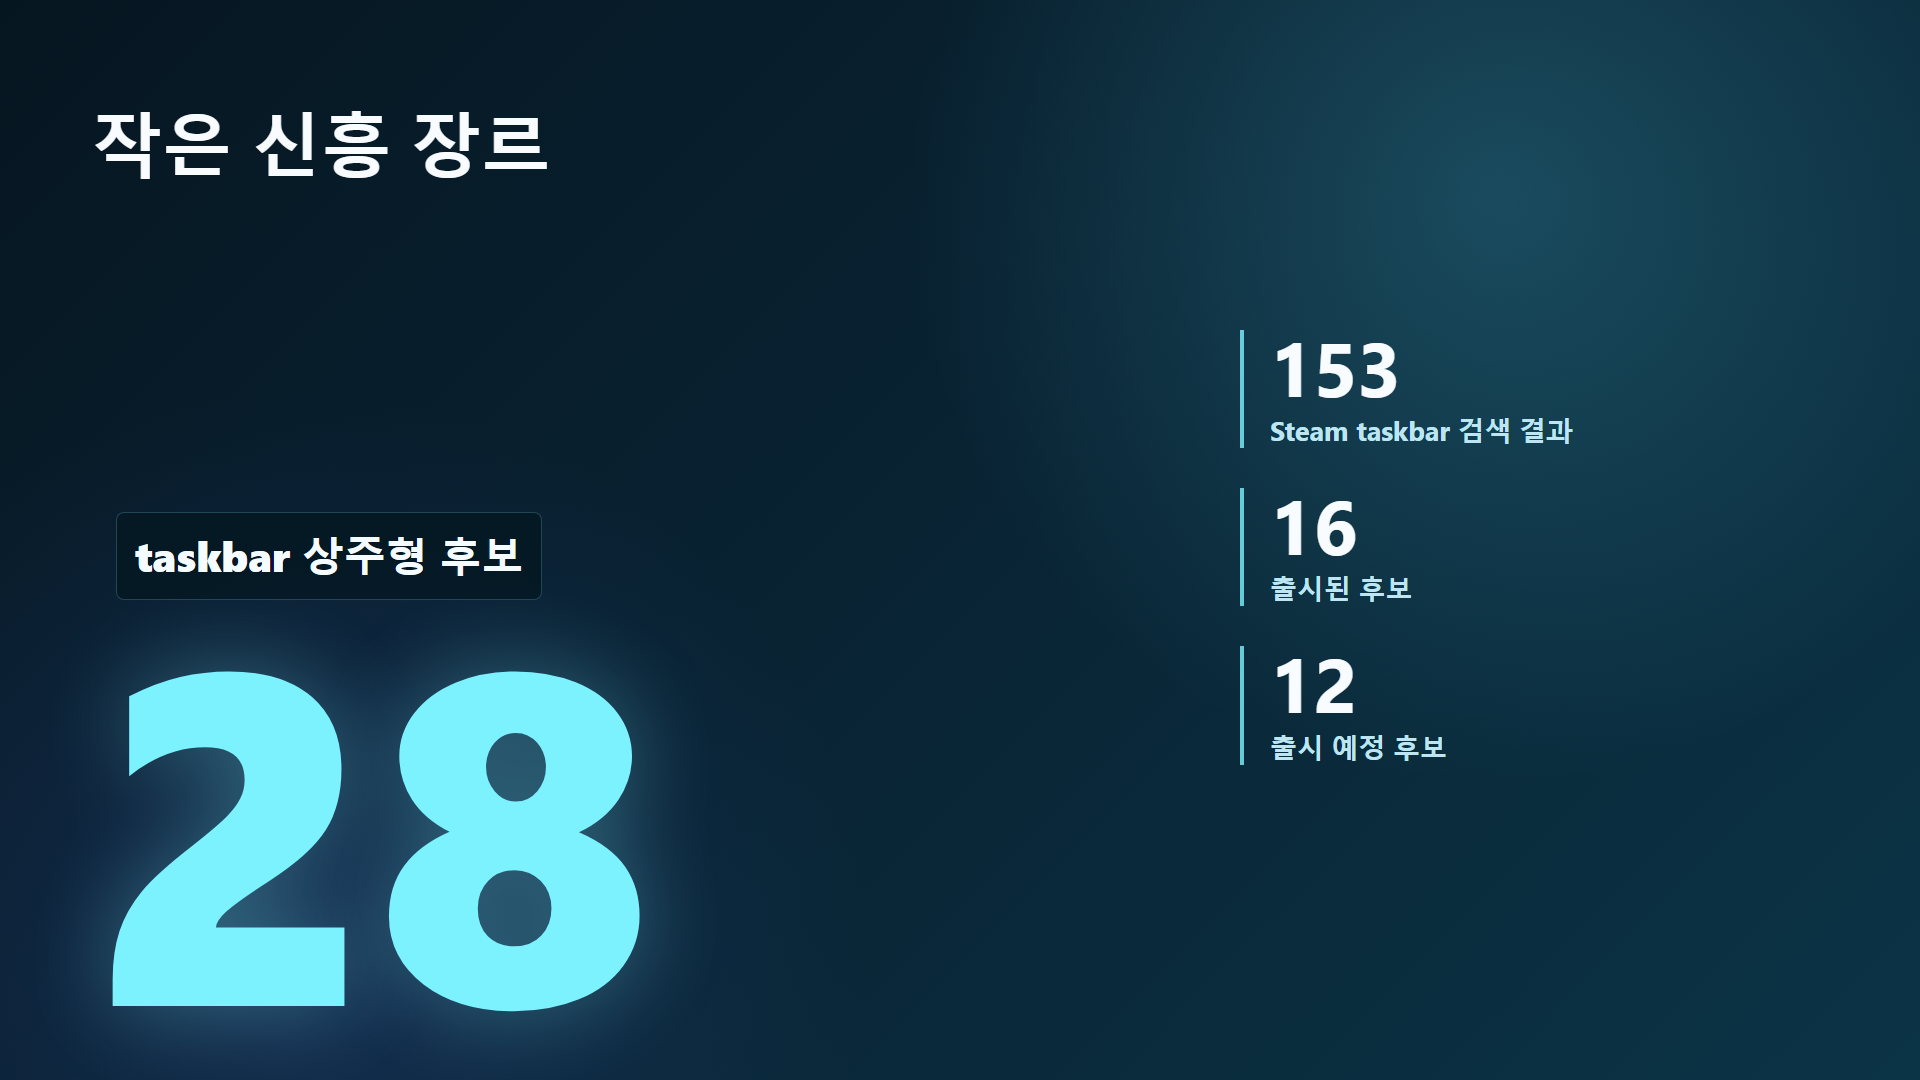 작은 신흥 장르
taskbar 상주형 후보
28
153
Steam taskbar 검색 결과
16
출시된 후보
12
출시 예정 후보